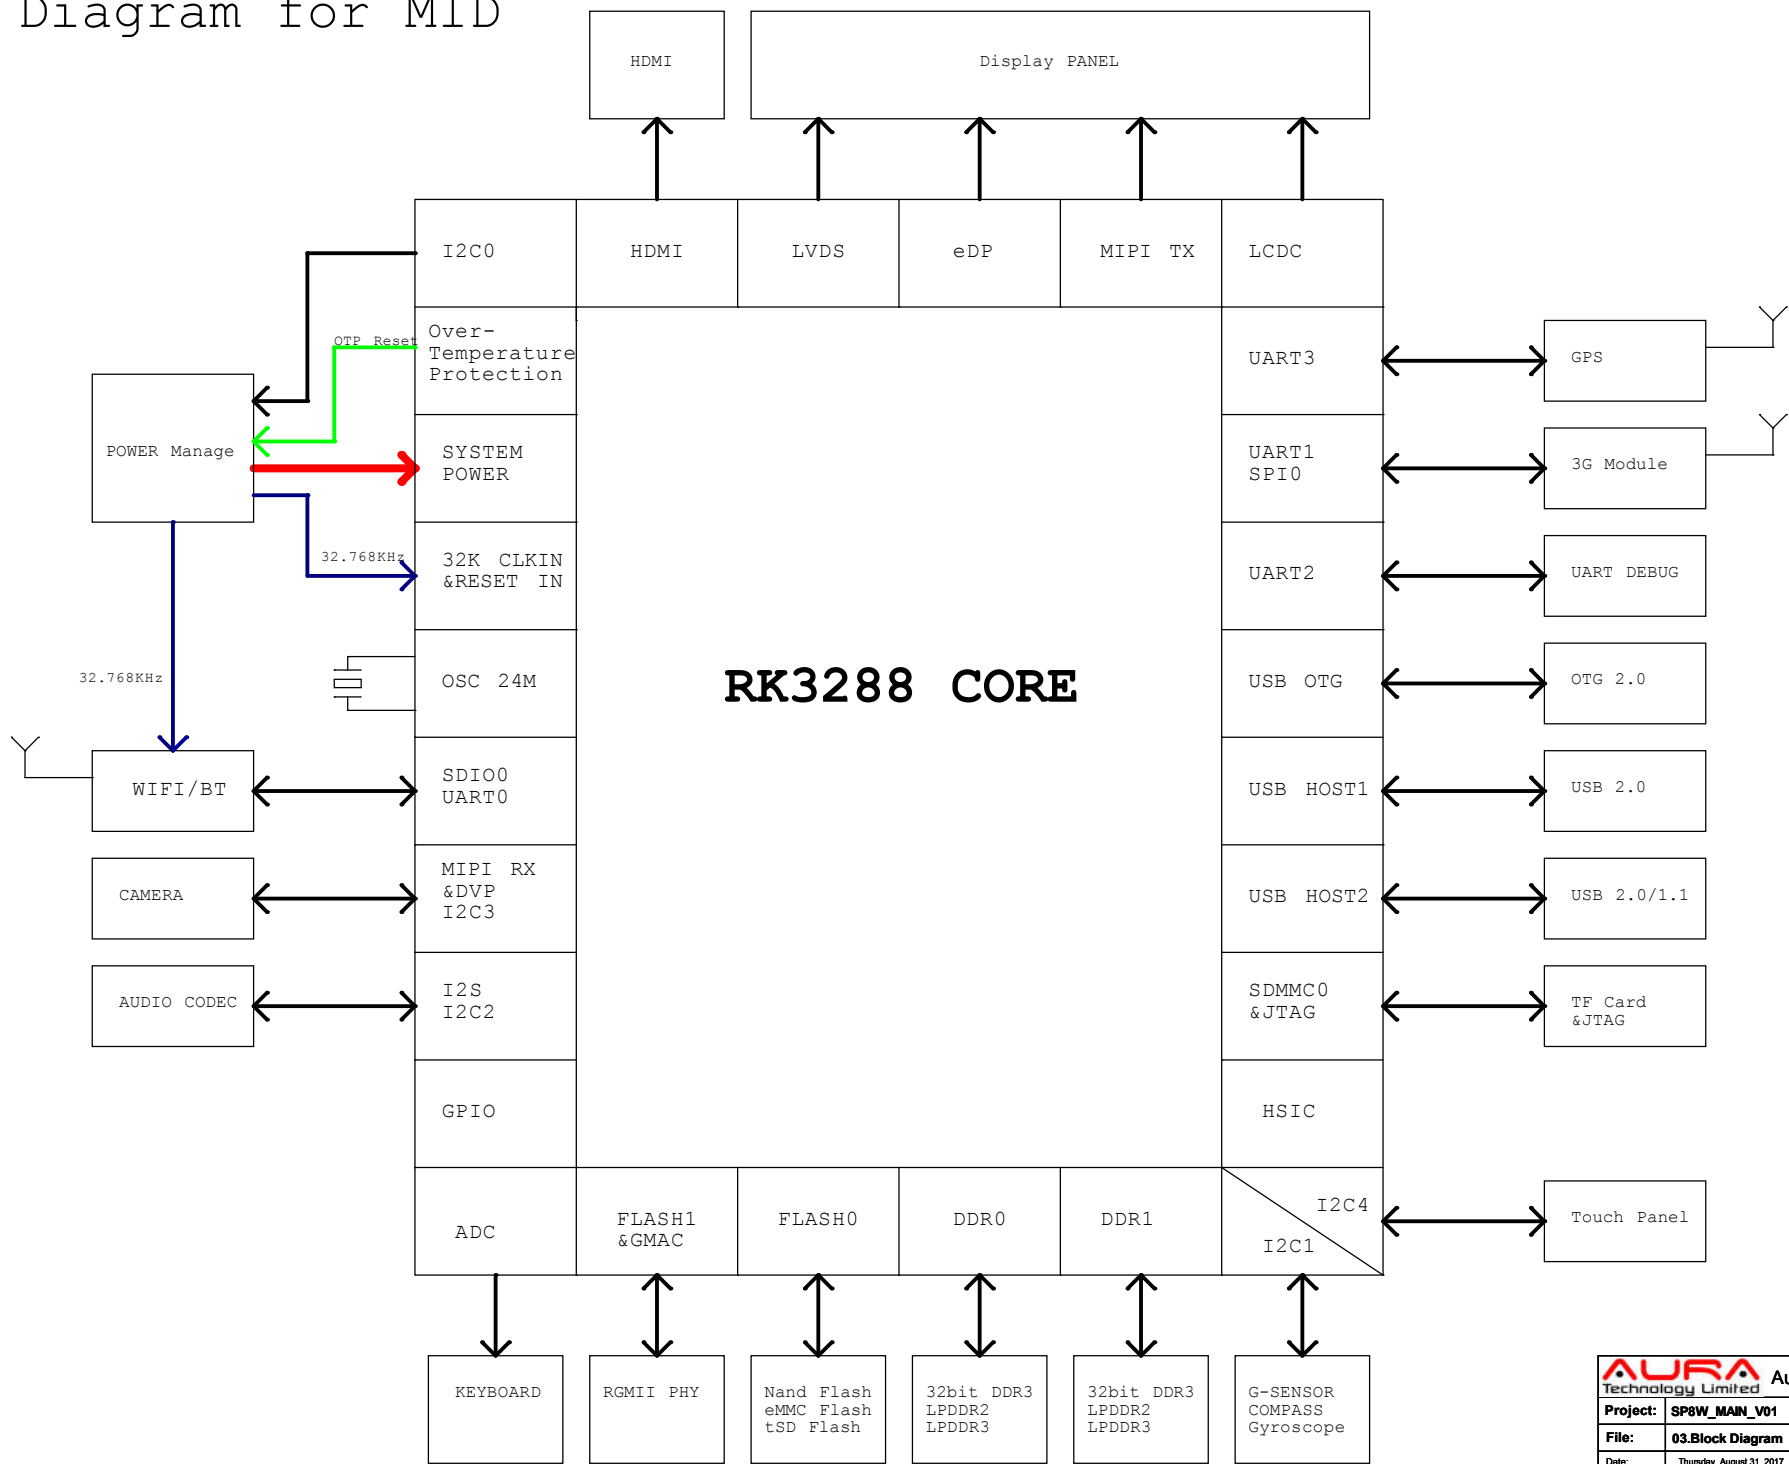 Diagram for MID
HDMI
Display PANEL
I2C0
HDMI
LVDS
eDP
MIPI TX
LCDC
OTP Reset
Over-
Temperature
Protection
UART3
GPS
POWER Manage
SYSTEM
POWER
UART1
SPI0
3G Module
32.768KHz
32K CLKIN
&RESET IN
UART2
UART DEBUG
32.768KHz
OSC 24M
RK3288 CORE
USB OTG
OTG 2.0
WIFI/BT
SDIO0
UART0
USB HOST1
USB 2.0
CAMERA
MIPI RX
&DVP
I2C3
USB HOST2
USB 2.0/1.1
AUDIO CODEC
I2S
I2C2
SDMMC0
&JTAG
TF Card
&JTAG
GPIO
HSIC
ADC
FLASH1
&GMAC
FLASH0
DDR0
DDR1
I2C4
I2C1
Touch Panel
KEYBOARD
RGMII PHY
Nand Flash
eMMC Flash
tSD Flash
32bit DDR3
LPDDR2
LPDDR3
32bit DDR3
LPDDR2
LPDDR3
G-SENSOR
COMPASS
Gyroscope
AURA
Technology Limited
Au
Project: SP8W_MAIN_V01
File: 03.Block Diagram
Date: Thursday, August 31, 2017